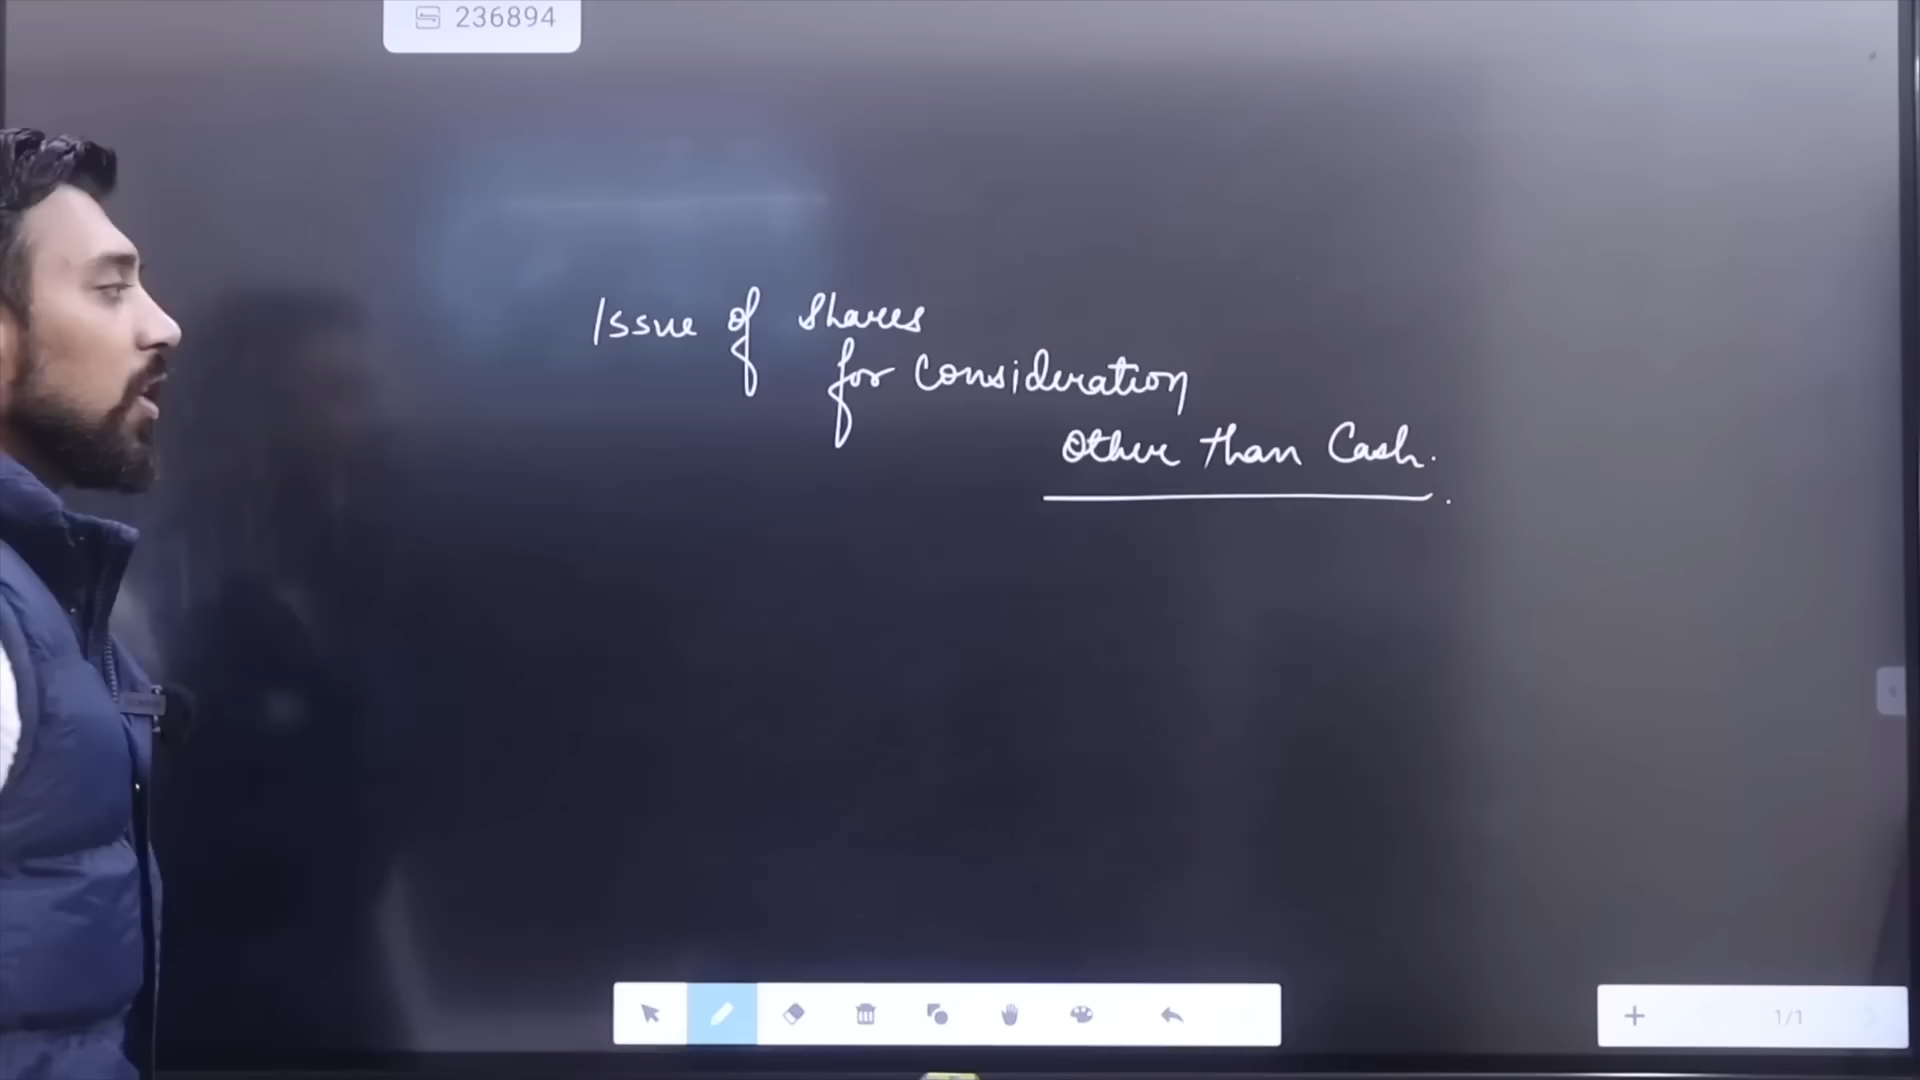 236894
Issue of shares
for Consideration
Other than Cash.
1/1